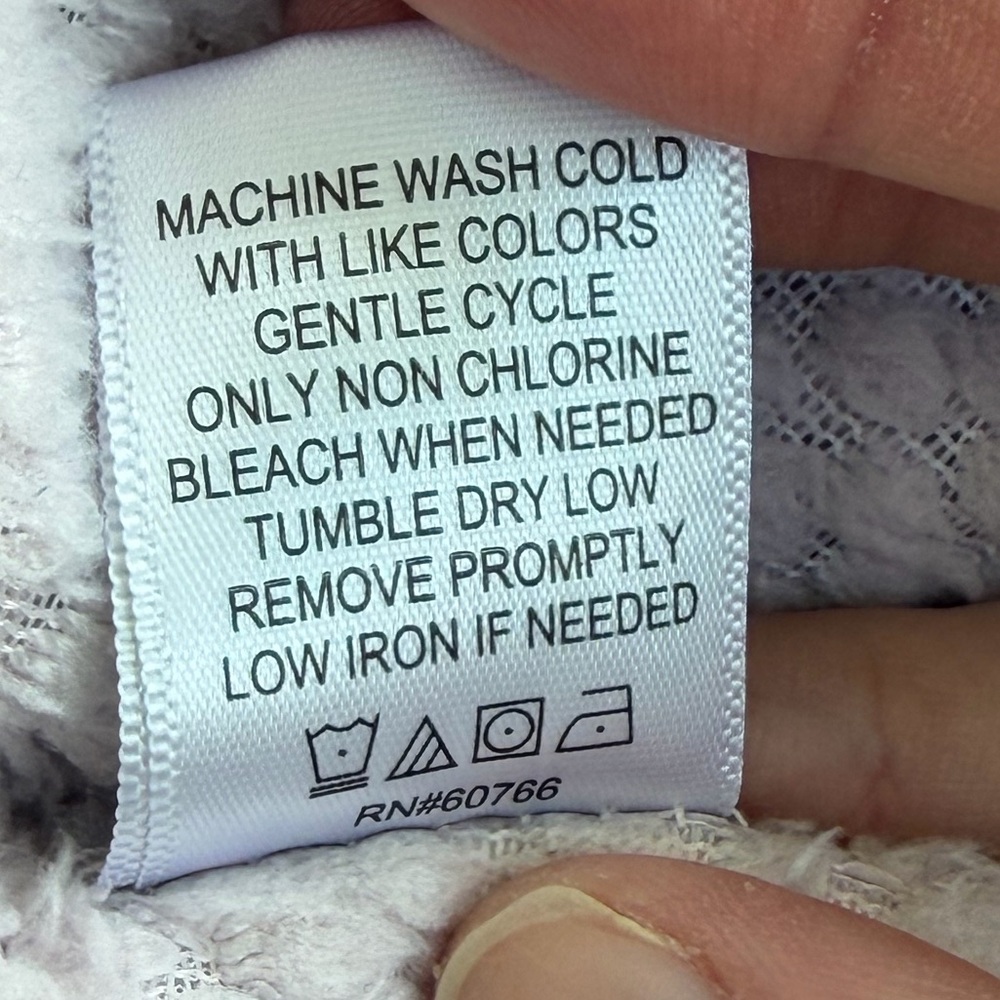 MACHINE WASH COLD
WITH LIKE COLORS
GENTLE CYCLE
ONLY NON CHLORINE
BLEACH WHEN NEEDED
TUMBLE DRY LOW
REMOVE PROMPTLY
LOW IRON IF NEEDED
RN#60766